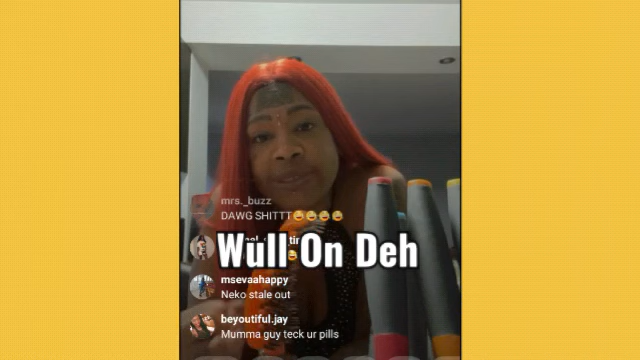 mrs._buzz
DAWG SHITTT😂😂😂😂
Wull On Deh
msevaahappy
Neko stale out
beyoutiful.jay
Mumma guy teck ur pills